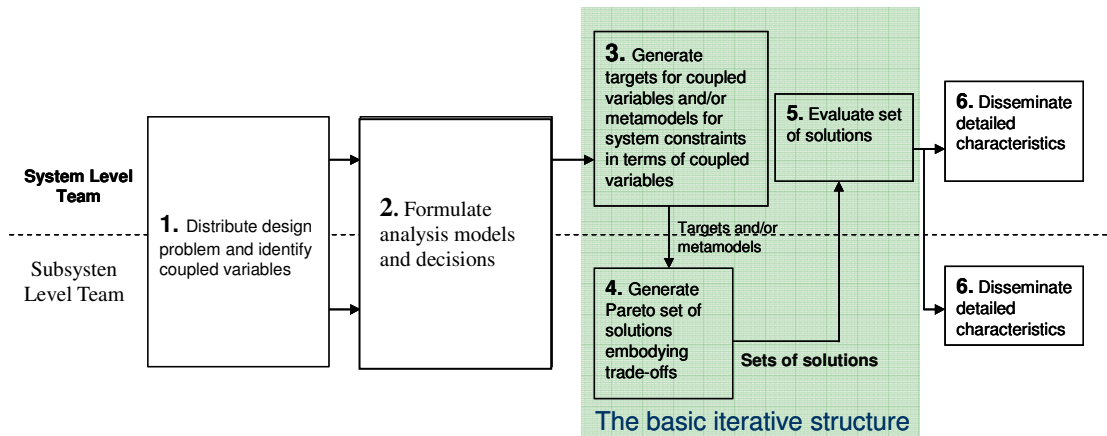 System Level
Team
Subsysten
Level Team
1. Distribute design
problem and identify
coupled variables
2. Formulate
analysis models
and decisions
3. Generate
targets for coupled
variables and/or
metamodels for
system constraints
in terms of coupled
variables
Targets and/or
metamodels
4. Generate
Pareto set of
solutions
embodying
trade-offs
Sets of solutions
5. Evaluate set
of solutions
6. Disseminate
detailed
characteristics
6. Disseminate
detailed
characteristics
The basic iterative structure